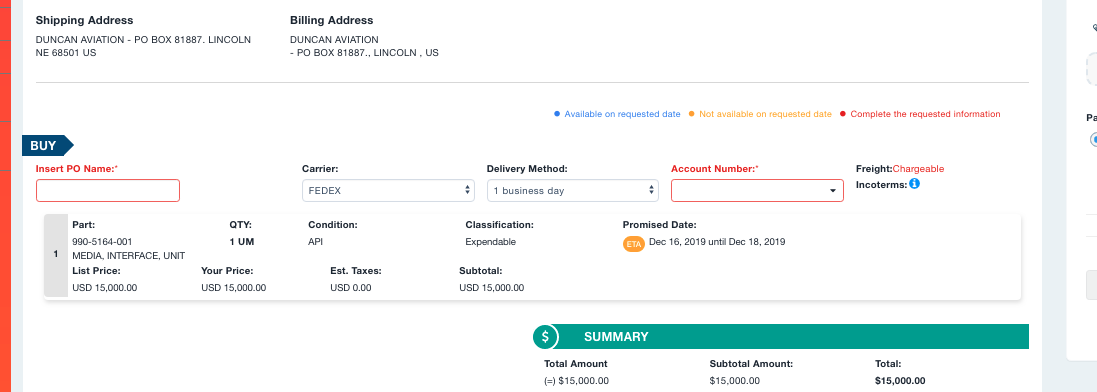 Shipping Address
Billing Address
DUNCAN AVIATION - PO BOX 81887. LINCOLN
NE 68501 US
DUNCAN AVIATION
- PO BOX 81887., LINCOLN , US
Available on requested date
Not available on requested date
Complete the requested information
BUY
Insert PO Name:*
Carrier:
Delivery Method:
Account Number:*
Freight:Chargeable
FEDEX
1 business day
Incoterms:
1
Part:
QTY:
Condition:
Classification:
Promised Date:
990-5164-001
1 UM
API
Expendable
ETA Dec 16, 2019 until Dec 18, 2019
MEDIA, INTERFACE, UNIT
List Price:
Your Price:
Est. Taxes:
Subtotal:
USD 15,000.00
USD 15,000.00
USD 0.00
USD 15,000.00
$ SUMMARY
Total Amount
Subtotal Amount:
Total:
(=) $15,000.00
$15,000.00
$15,000.00
Pa